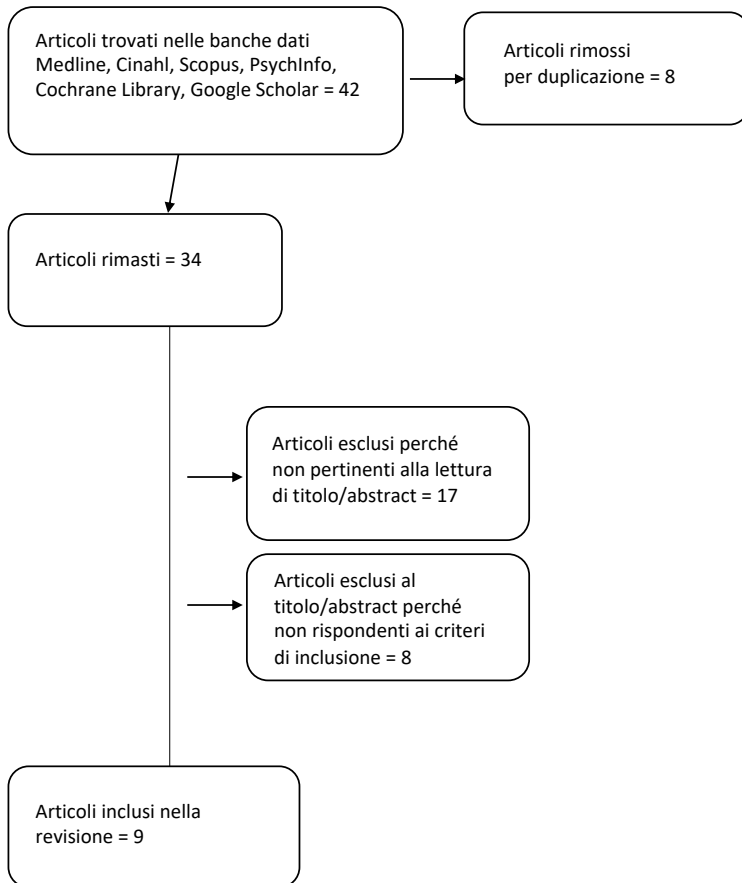 Articoli trovati nelle banche dati
Medline, Cinahl, Scopus, PsychInfo,
Cochrane Library, Google Scholar = 42
Articoli rimossi
per duplicazione = 8
Articoli rimasti = 34
Articoli esclusi perché
non pertinenti alla lettura
di titolo/abstract = 17
Articoli esclusi al
titolo/abstract perché
non rispondenti ai criteri
di inclusione = 8
Articoli inclusi nella
revisione = 9